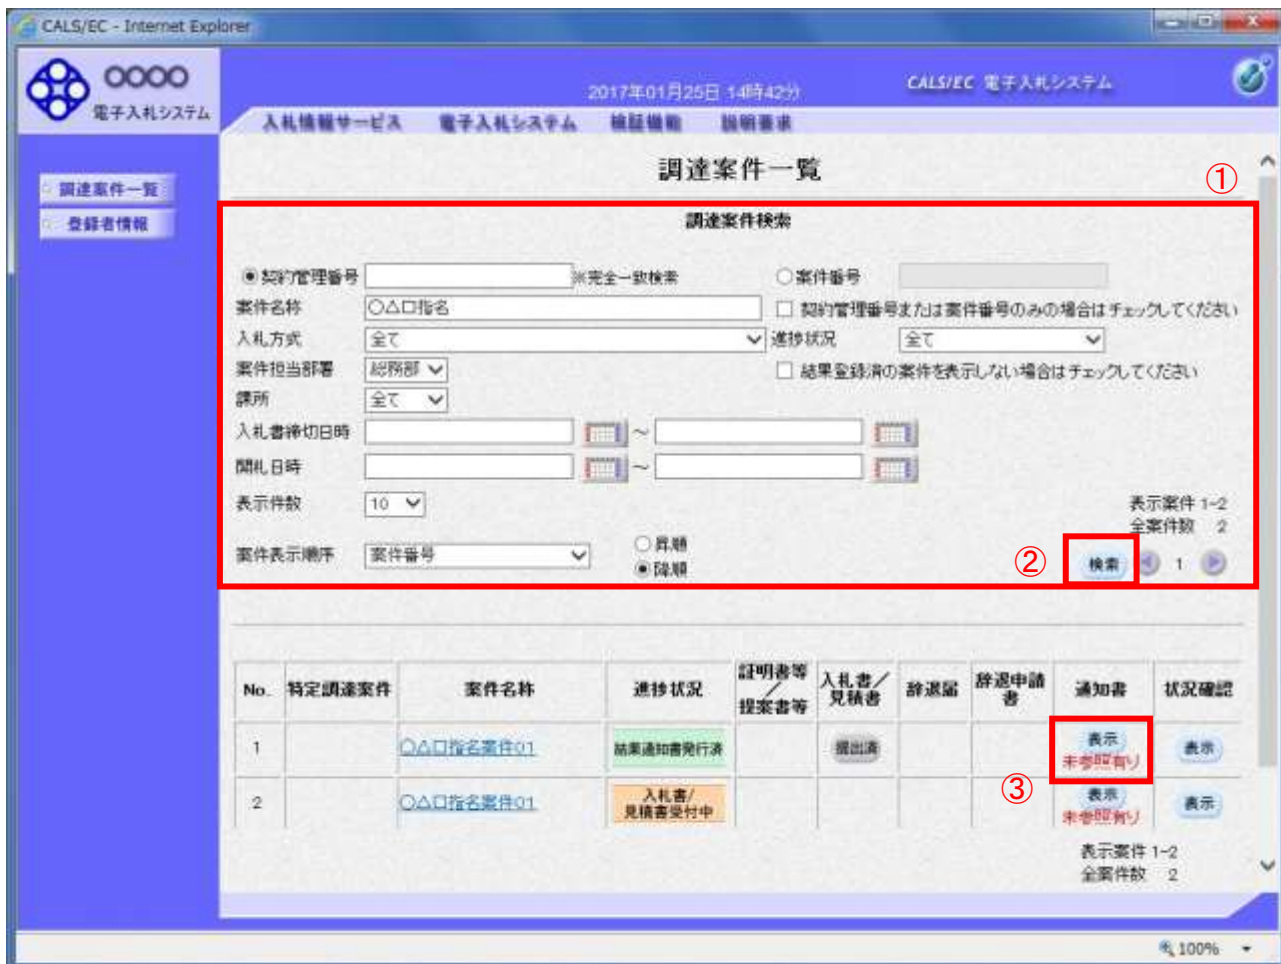 CALS/EC - Internet Explorer
〇〇〇〇
電子入札システム
2017年01月25日 14時42分
CALS/EC 電子入札システム
入札情報サービス 電子入札システム 検証機能 説明要求
調達案件一覧
登録者情報
調達案件一覧
①
調達案件検索
契約管理番号 ※完全一致検索 案件番号
案件名称 〇△口指名 契約管理番号または案件番号のみの場合はチェックしてください
入札方式 全て 進捗状況 全て
案件担当部署 総務部 結果登録済の案件を表示しない場合はチェックしてください
課所 全て
入札書締切日時 ～
開札日時 ～
表示件数 10
表示案件 1-2
全案件数 2
案件表示順序 案件番号 昇順
降順
② 検索 1
No. 特定調達案件 案件名称 進捗状況 証明書等／提案書等 入札書／見積書 辞退届 辞退申請書 通知書 状況確認
1 〇△口指名案件01 結果通知書発行済 提出済 表示 未参照有り 表示
③
2 〇△口指名案件01 入札書/見積書受付中 表示 未参照有り 表示
表示案件 1-2
全案件数 2
100%